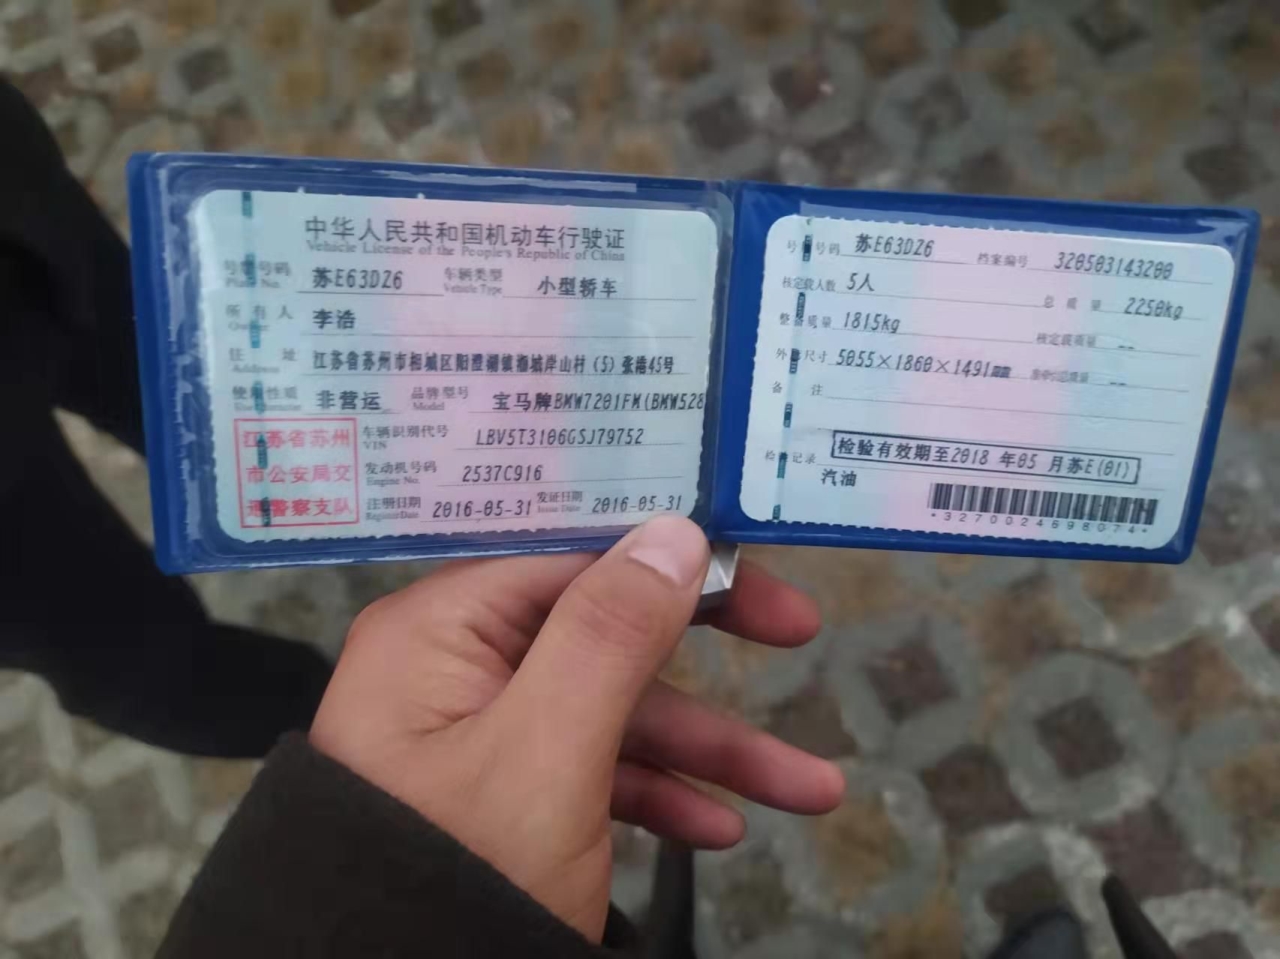 中华人民共和国机动车行驶证
Vehicle License of the People's Republic of China
号牌号码 苏E63DZ6 车辆类型 小型轿车
Plate No. Vehicle Type
所有人 李浩
Owner
住址 江苏省苏州市相城区阳澄湖镇湘城岸山村(5)张港45号
Address
使用性质 非营运 品牌型号 宝马牌BMW7201FM(BMW528
Use Character Model
江苏省苏州
市公安局交
通警察支队
车辆识别代号 LBV5T3106GSJ79752
VIN
发动机号码 2537C916
Engine No.
注册日期 2016-05-31 发证日期 2016-05-31
Register Date Issue Date
号牌号码 苏E63DZ6 档案编号 320503143200
核定载人数 5人 总质量 2250kg
整备质量 1815kg 核定载质量 --
外廓尺寸 5055×1860×1491㎜ 准牵引总质量 --
备注
检验记录 检验有效期至2018年05月苏E(01)
汽油
*3270024698074*